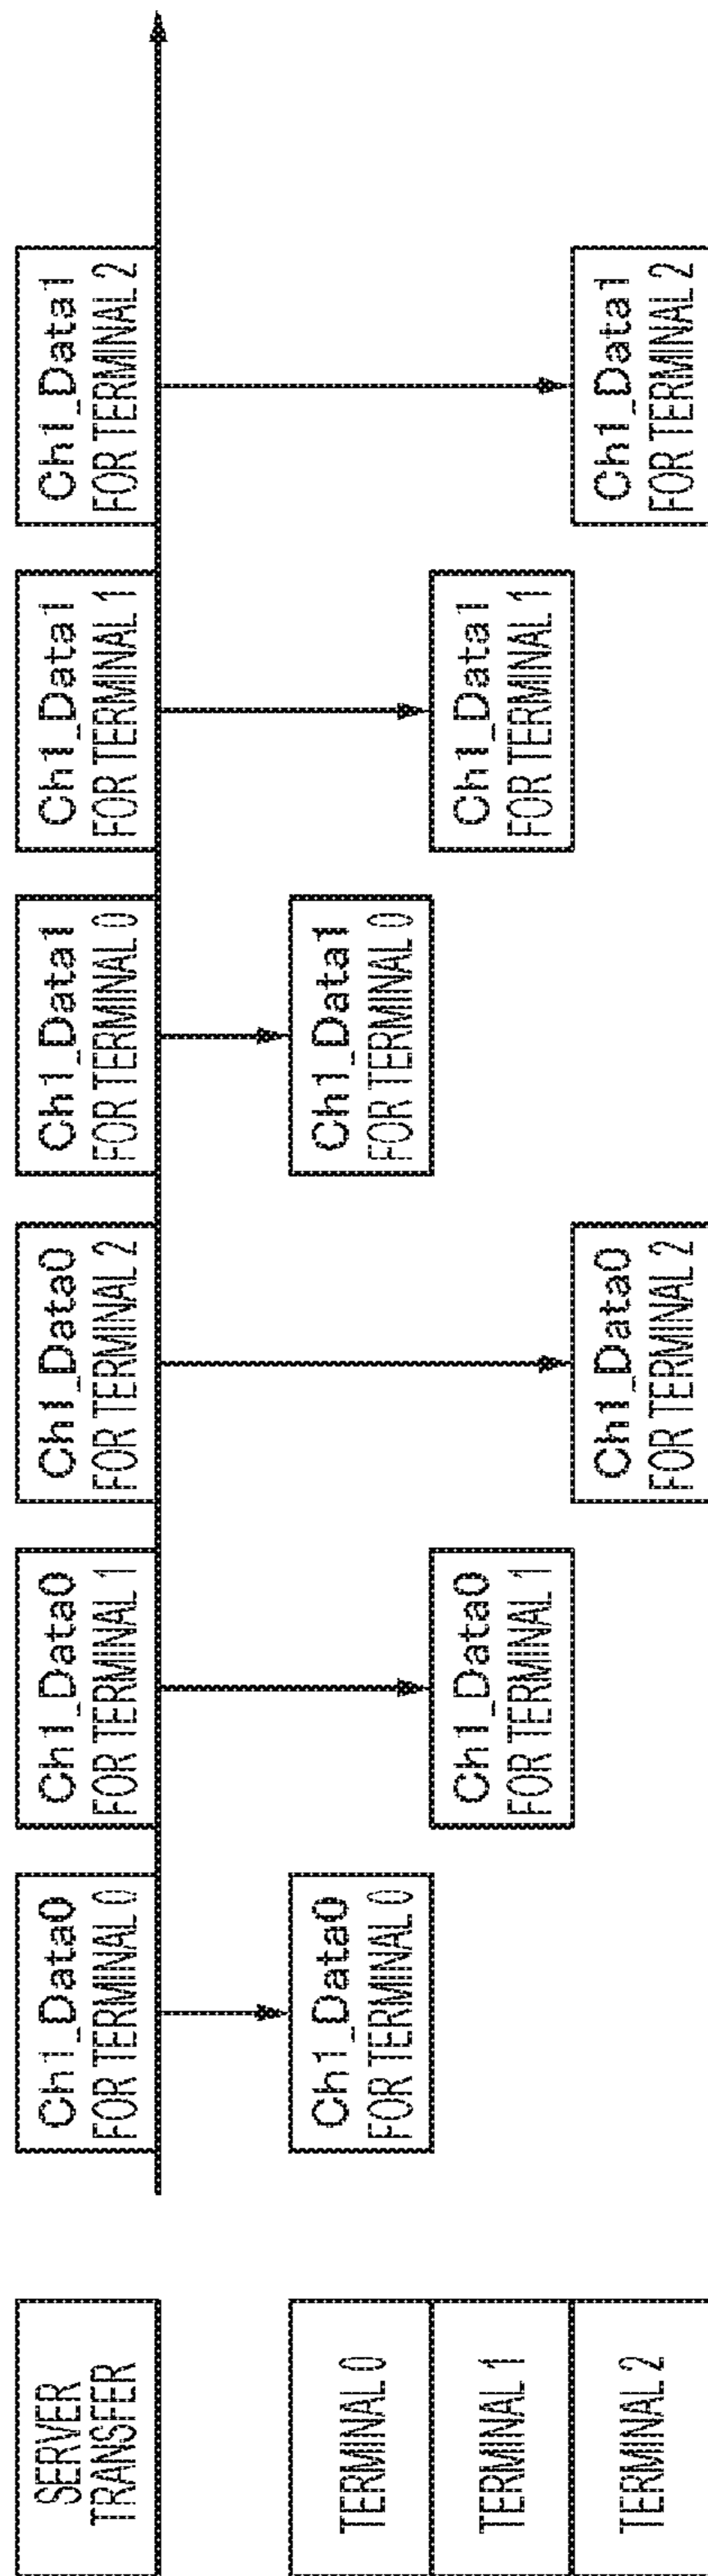 SERVER
TRANSFER
Ch1_Data0
FOR TERMINAL 0
Ch1_Data0
FOR TERMINAL 1
Ch1_Data0
FOR TERMINAL 2
Ch1_Data1
FOR TERMINAL 0
Ch1_Data1
FOR TERMINAL 1
Ch1_Data1
FOR TERMINAL 2
TERMINAL 0
Ch1_Data0
FOR TERMINAL 0
Ch1_Data1
FOR TERMINAL 0
TERMINAL 1
Ch1_Data0
FOR TERMINAL 1
Ch1_Data1
FOR TERMINAL 1
TERMINAL 2
Ch1_Data0
FOR TERMINAL 2
Ch1_Data1
FOR TERMINAL 2